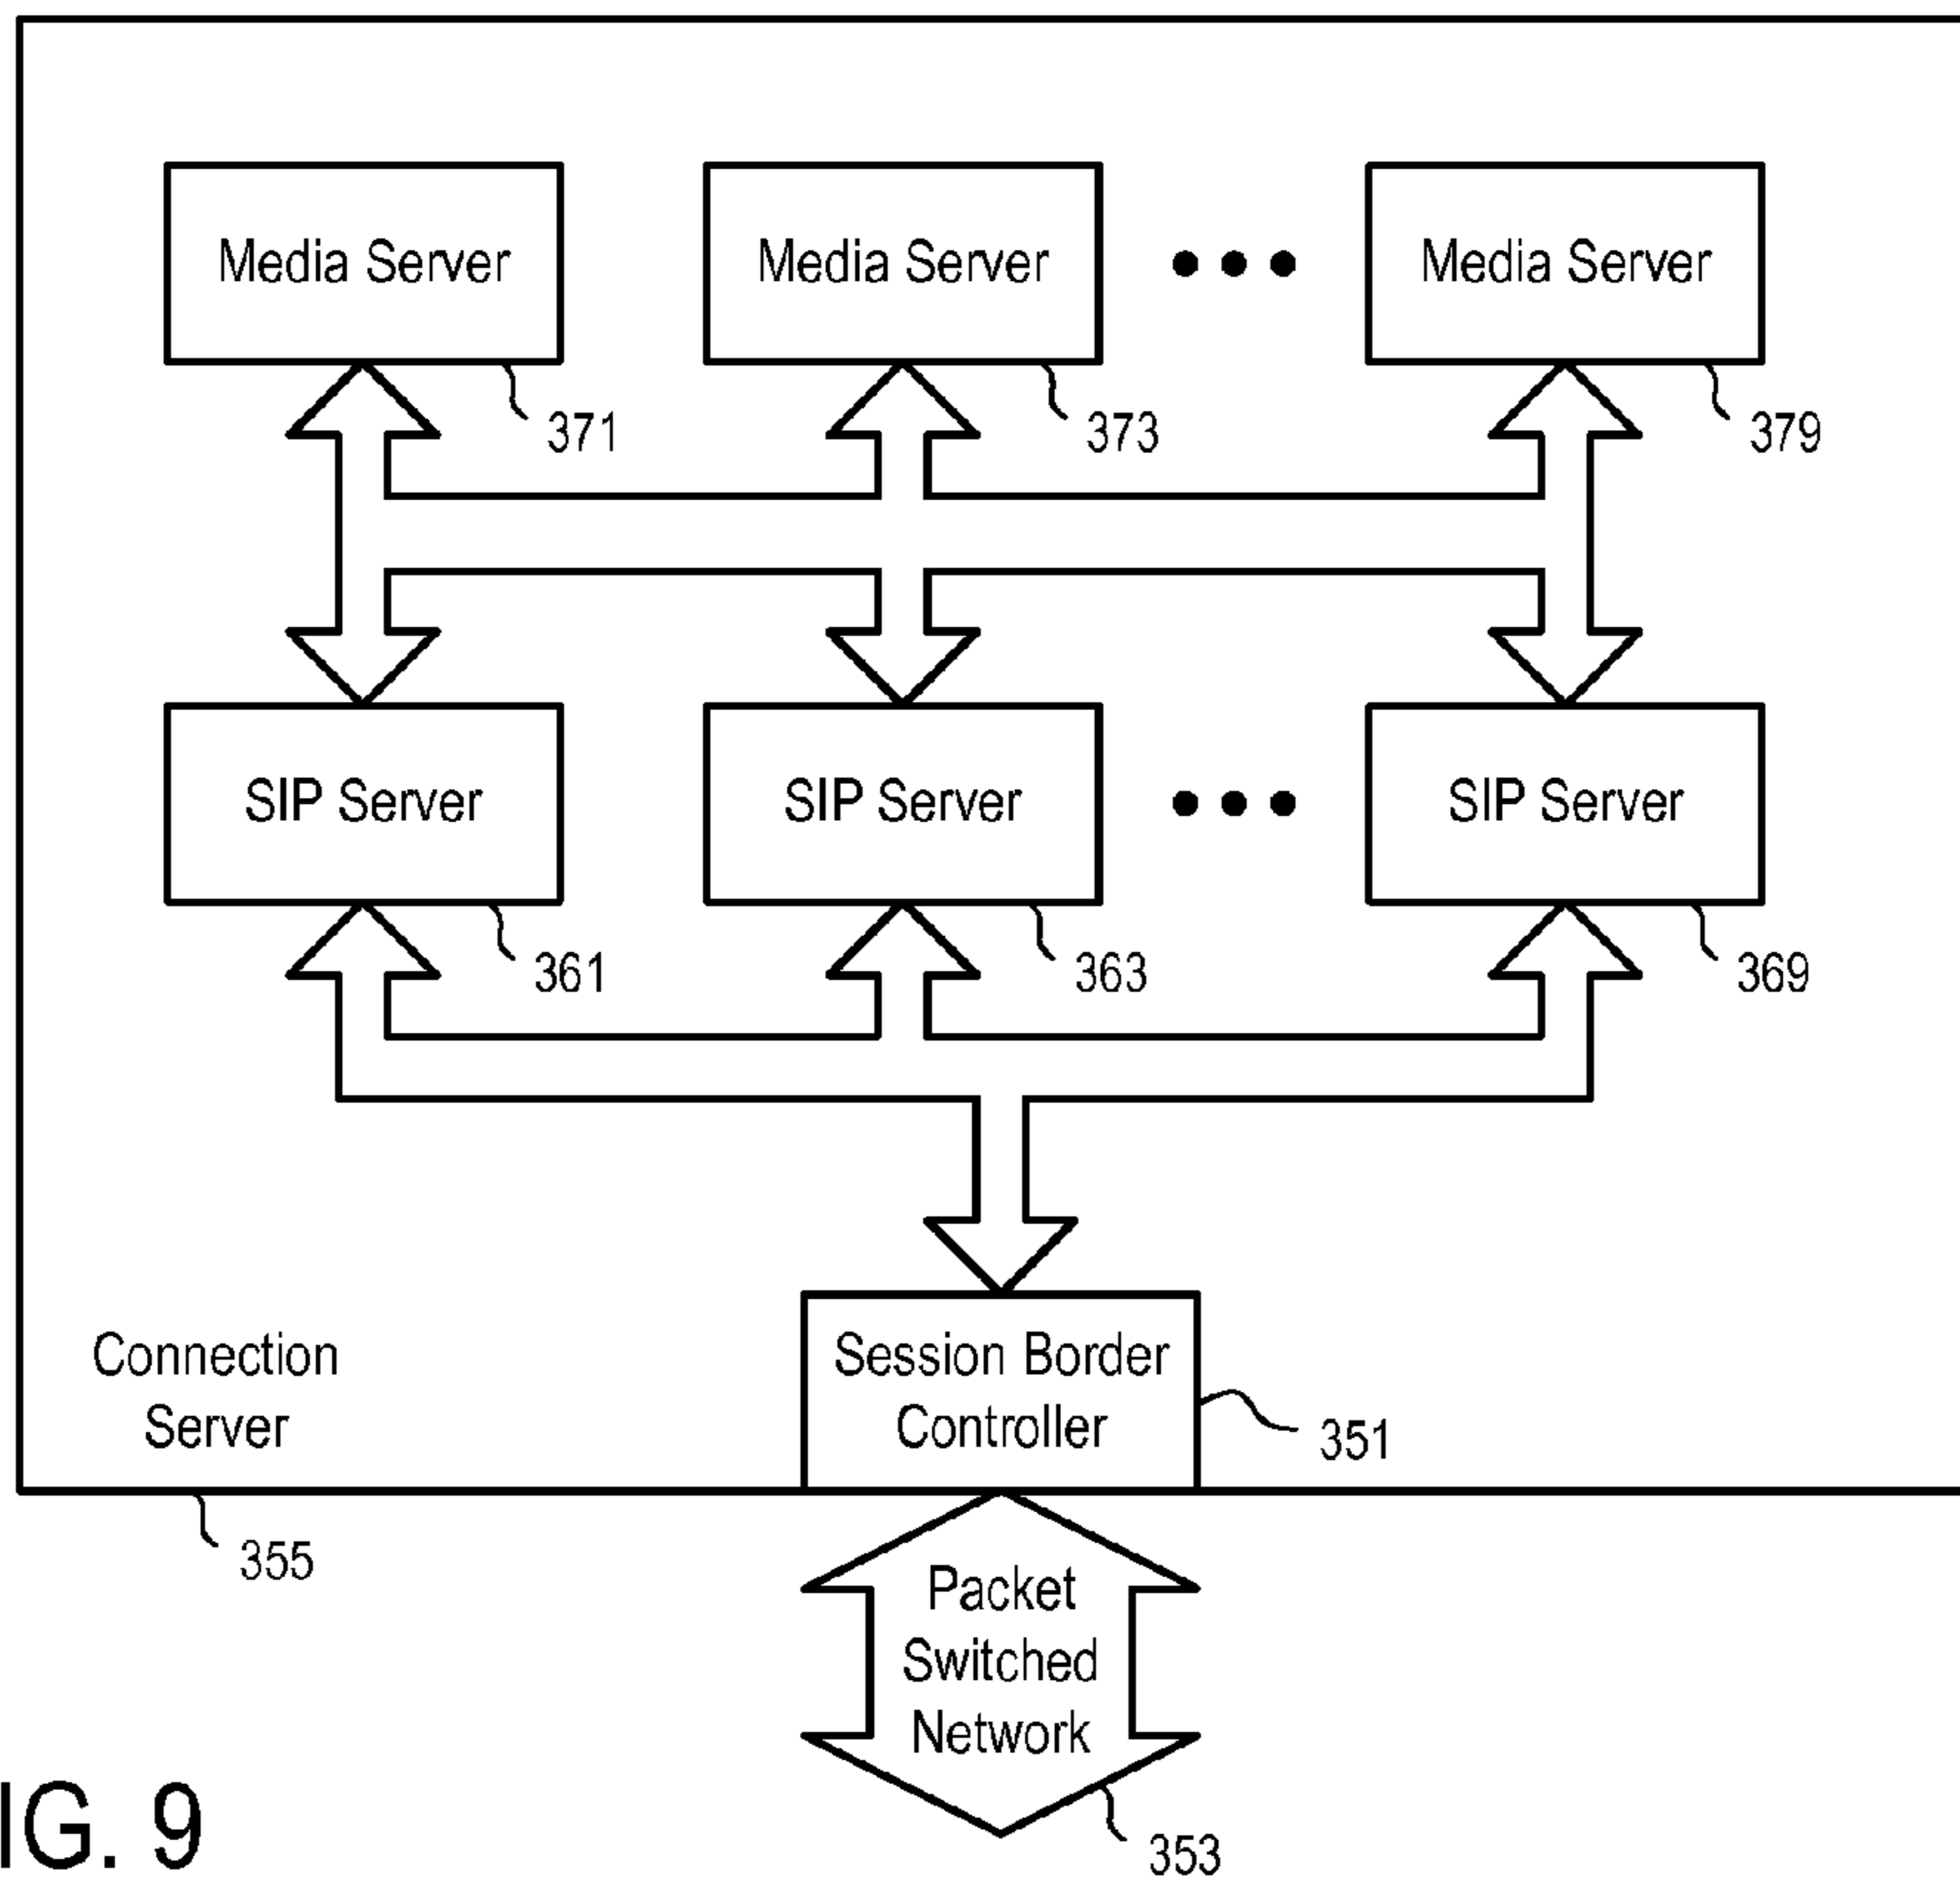 Media Server
Media Server
Media Server
371
373
379
SIP Server
SIP Server
SIP Server
361
363
369
Connection
Server
Session Border
Controller
351
355
Packet
Switched
Network
353
IG. 9